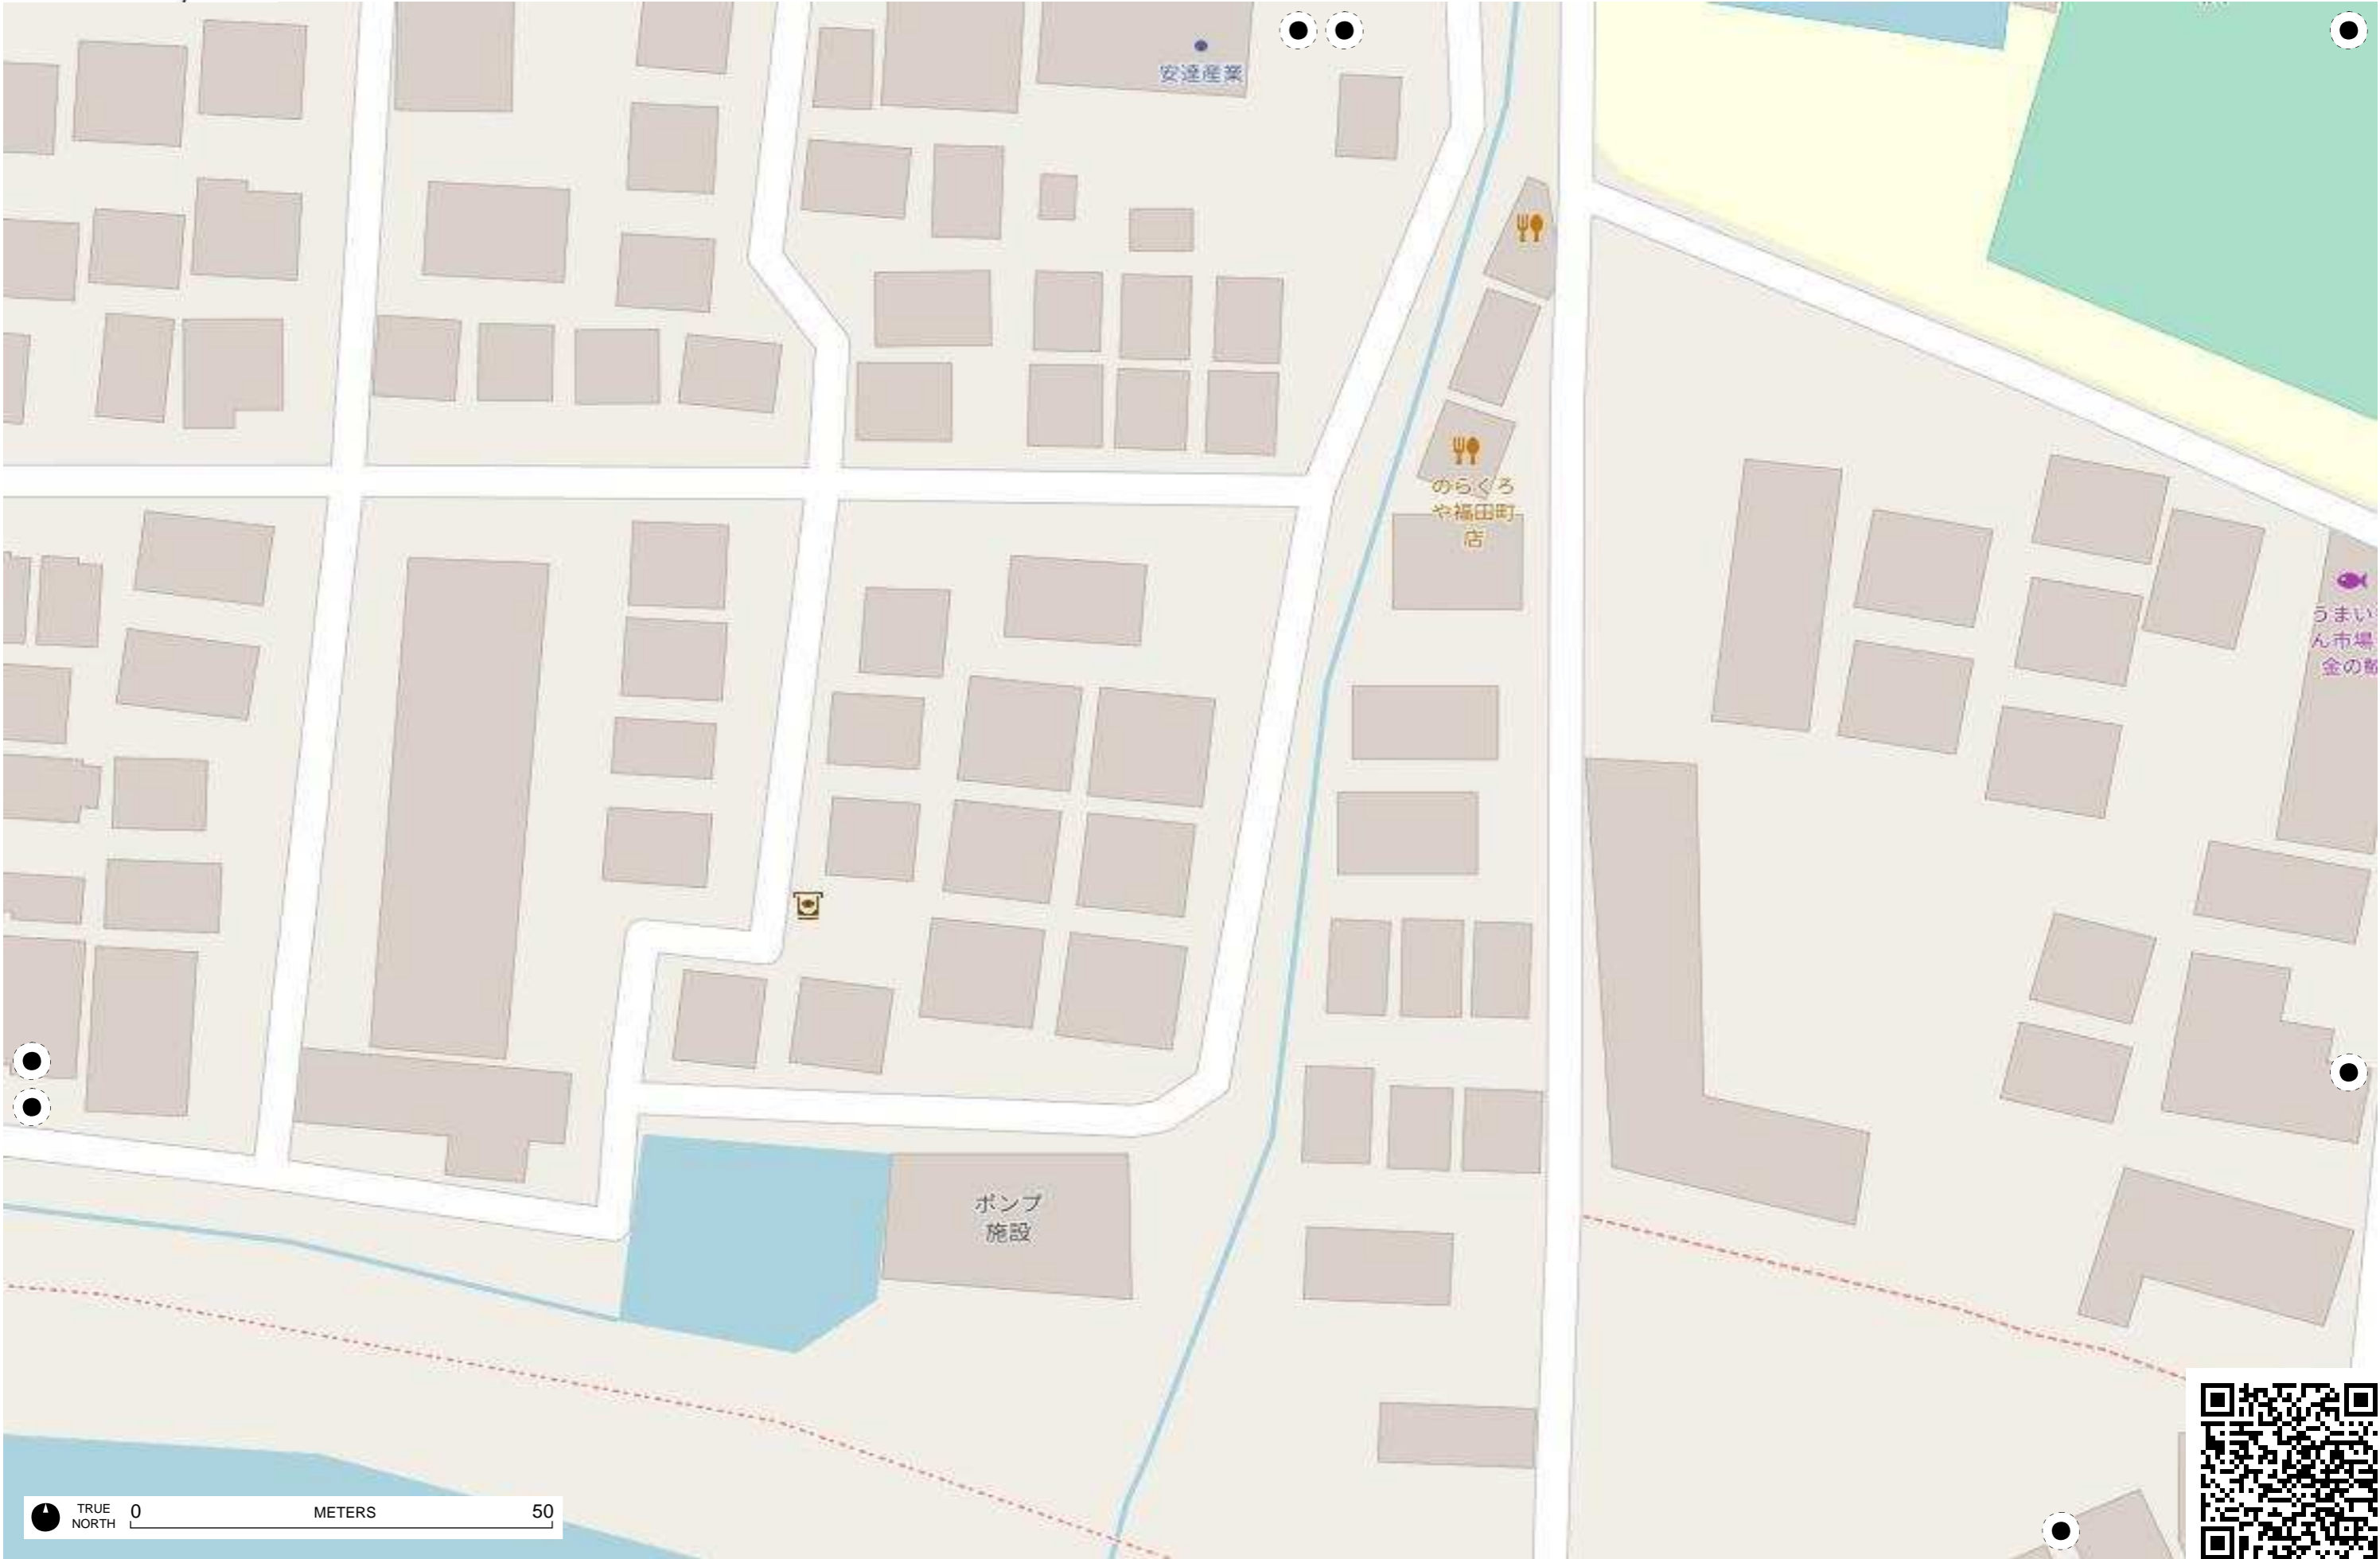 安達産業
のらくろ
や福田町
店
うまい
ん市場
金の
ポンプ
施設
TRUE
NORTH
0
METERS
50